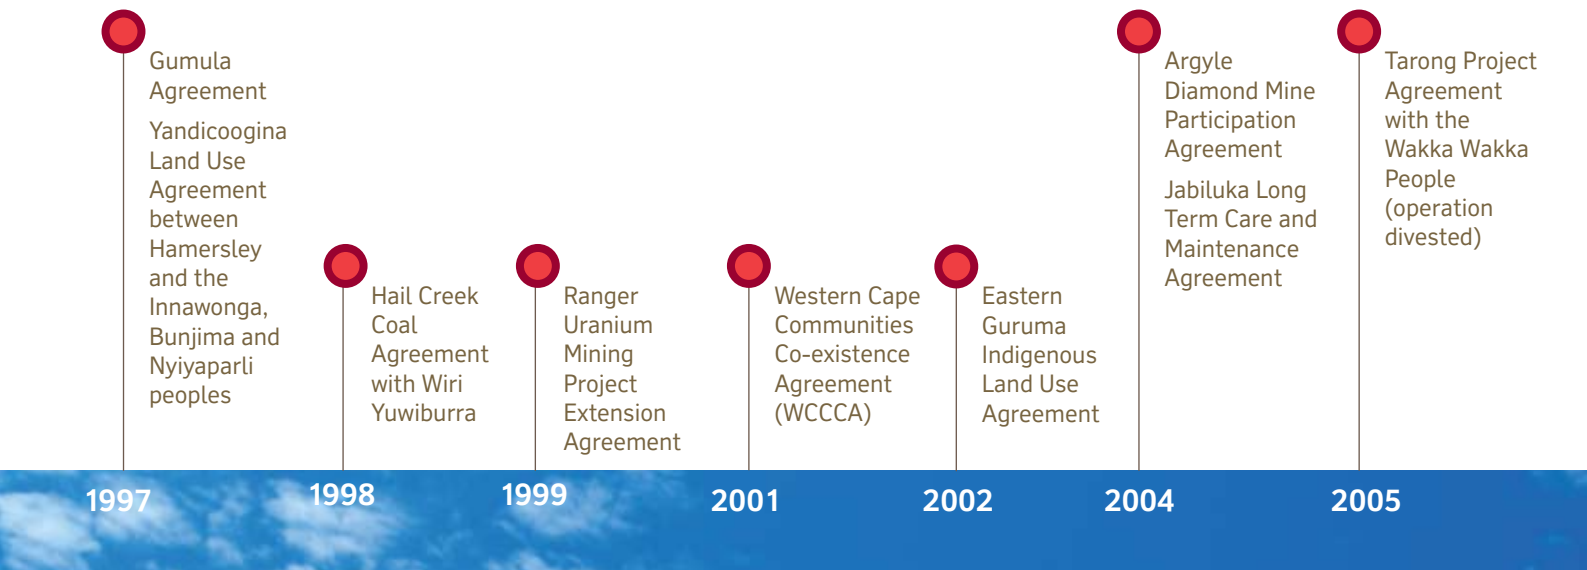 Gumula
Agreement
Yandicoogina
Land Use
Agreement
between
Hamersley
and the
Innawonga,
Bunjima and
Nyiyaparli
peoples
Hail Creek
Coal
Agreement
with Wiri
Yuwiburra
Ranger
Uranium
Mining
Project
Extension
Agreement
Western Cape
Communities
Co-existence
Agreement
(WCCCA)
Eastern
Guruma
Indigenous
Land Use
Agreement
Argyle
Diamond Mine
Participation
Agreement
Jabiluka Long
Term Care and
Maintenance
Agreement
Tarong Project
Agreement
with the
Wakka Wakka
People
(operation
divested)
1997
1998
1999
2001
2002
2004
2005